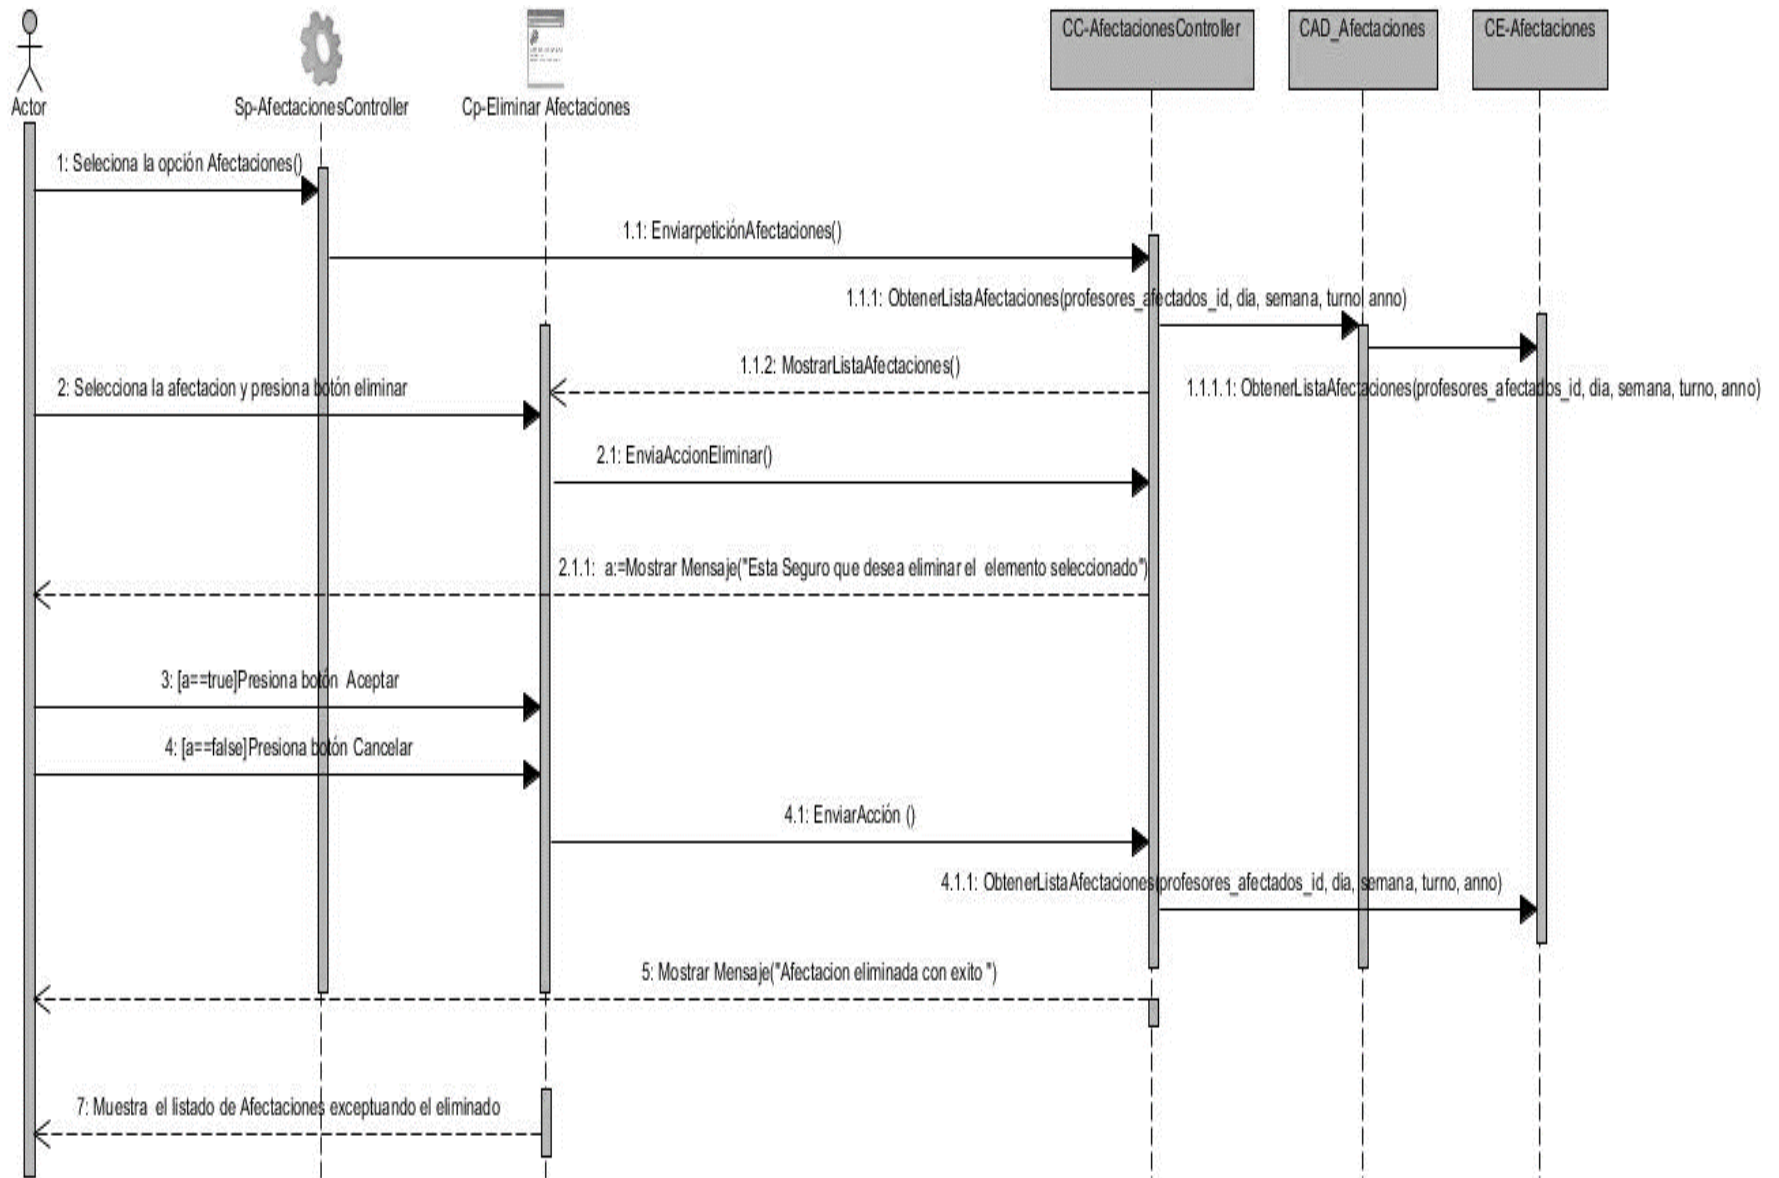 CC-AfectacionesController
CAD_Afectaciones
CE-Afectaciones
Actor
Sp-AfectacionesController
Cp-Eliminar Afectaciones
1: Seleciona la opción Afectaciones()
1.1: EnviarpeticiónAfectaciones()
1.1.1: ObtenerListaAfectaciones(profesores_afectados_id, dia, semana, turno, anno)
1.1.2: MostrarListaAfectaciones()
2: Selecciona la afectacion y presiona botón eliminar
1.1.1.1: ObtenerListaAfectaciones(profesores_afectados_id, dia, semana, turno, anno)
2.1: EnviaAccionEliminar()
2.1.1: a:=Mostrar Mensaje("Esta Seguro que desea eliminar el elemento seleccionado")
3: [a==true]Presiona botón Aceptar
4: [a==false]Presiona botón Cancelar
4.1: EnviarAcción ()
4.1.1: ObtenerListaAfectaciones(profesores_afectados_id, dia, semana, turno, anno)
5: Mostrar Mensaje("Afectacion eliminada con exito ")
7: Muestra el listado de Afectaciones exceptuando el eliminado